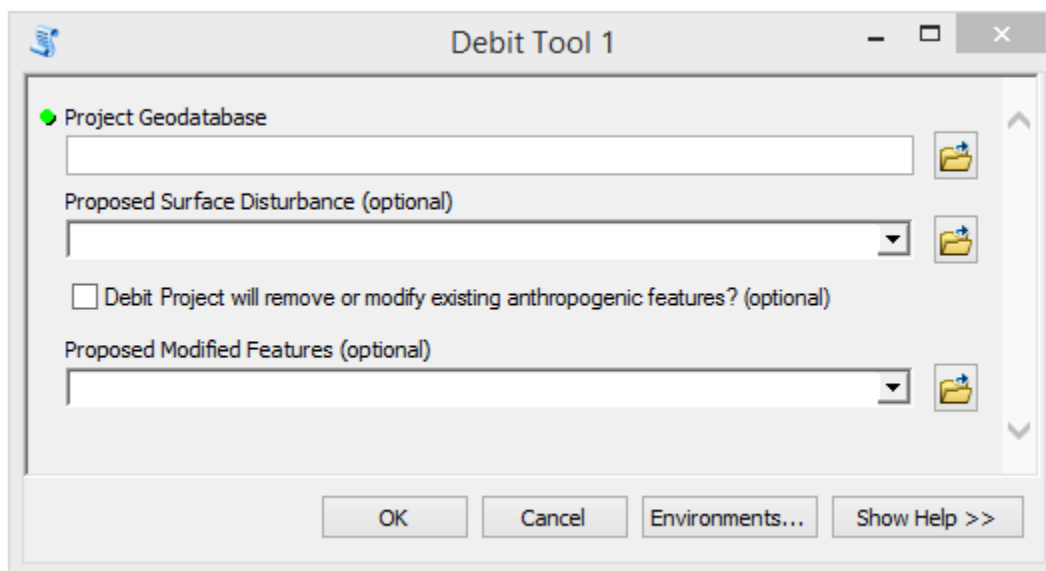 Debit Tool 1
Project Geodatabase
Proposed Surface Disturbance (optional)
Debit Project will remove or modify existing anthropogenic features? (optional)
Proposed Modified Features (optional)
OK Cancel Environments... Show Help >>